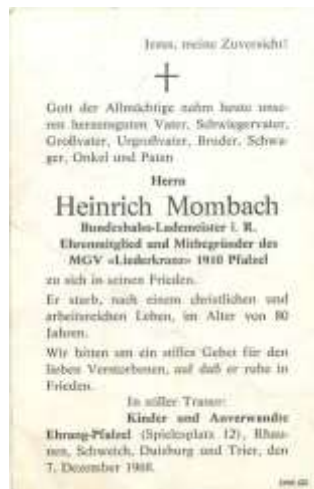 Jesus, meine Zuversicht!
Gott der Allmächtige nahm heute unse-
ren herzensguten Vater, Schwiegervater,
Großvater, Urgroßvater, Bruder, Schwa-
ger, Onkel und Paten
Herrn
Heinrich Mombach
Bundesbahn-Lademeister i. R.
Ehrenmitglied und Mitbegründer des
MGV «Liederkranz» 1910 Pfalzel
zu sich in seinen Frieden.
Er starb, nach einem christlichen und
arbeitsreichen Leben, im Alter von 80
Jahren.
Wir bitten um ein stilles Gebet für den
lieben Verstorbenen, auf daß er ruhe in
Frieden.
In stiller Trauer:
Kinder und Anverwandte
Ehrang-Pfalzel (Spielesplatz 12), Rhau-
nen, Schweich, Duisburg und Trier, den
7. Dezember 1968.